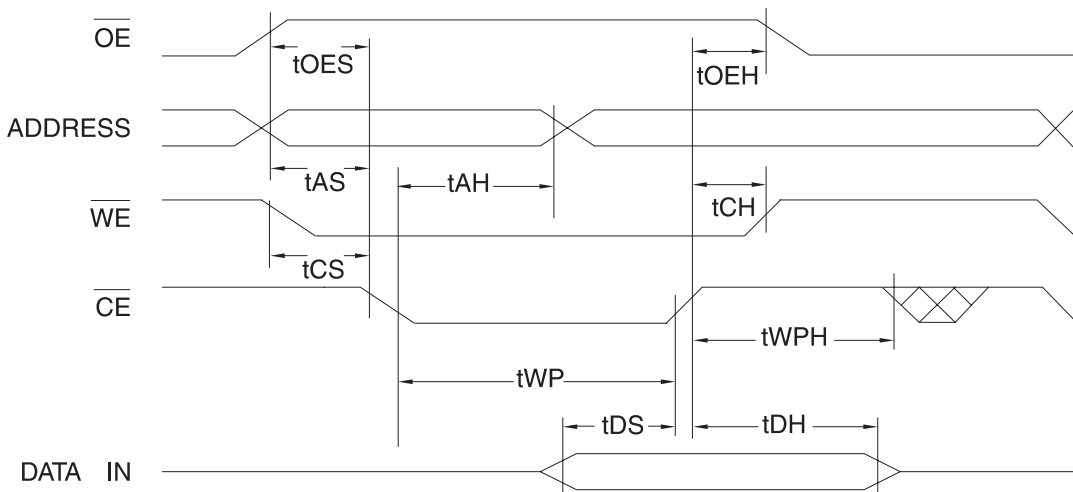 OE
tOES
tOEH
ADDRESS
tAS
tAH
tCH
WE
tCS
CE
tWPH
tWP
tDS
tDH
DATA IN